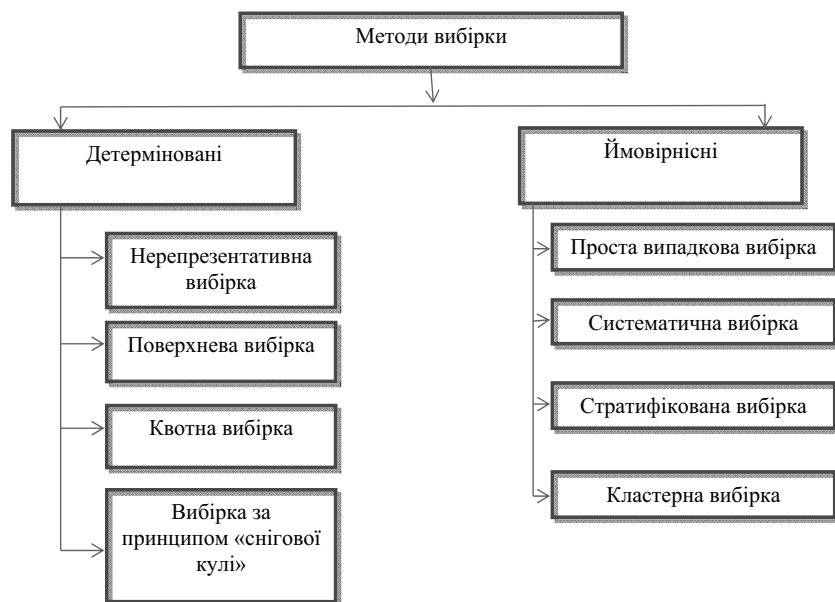 Методи вибірки
Детерміновані
Нерепрезентативна
вибірка
Поверхнева вибірка
Квотна вибірка
Вибірка за
принципом «снігової
кулі»
Ймовірнісні
Проста випадкова вибірка
Систематична вибірка
Стратифікована вибірка
Кластерна вибірка